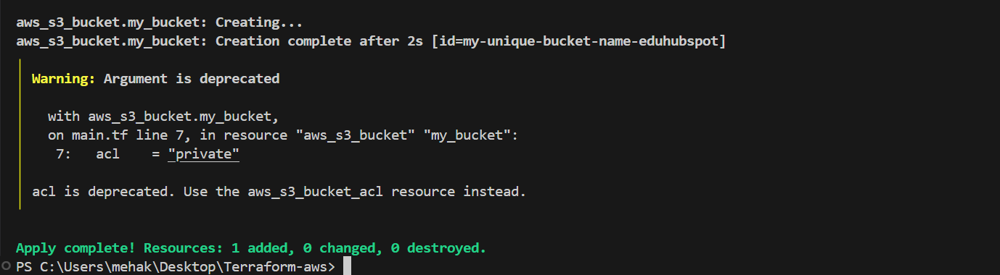 aws_s3_bucket.my_bucket: Creating...
aws_s3_bucket.my_bucket: Creation complete after 2s [id=my-unique-bucket-name-eduhubspot]
Warning: Argument is deprecated
with aws_s3_bucket.my_bucket,
on main.tf line 7, in resource "aws_s3_bucket" "my_bucket":
7:   acl    = "private"
acl is deprecated. Use the aws_s3_bucket_acl resource instead.
Apply complete! Resources: 1 added, 0 changed, 0 destroyed.
PS C:\Users\mehak\Desktop\Terraform-aws>